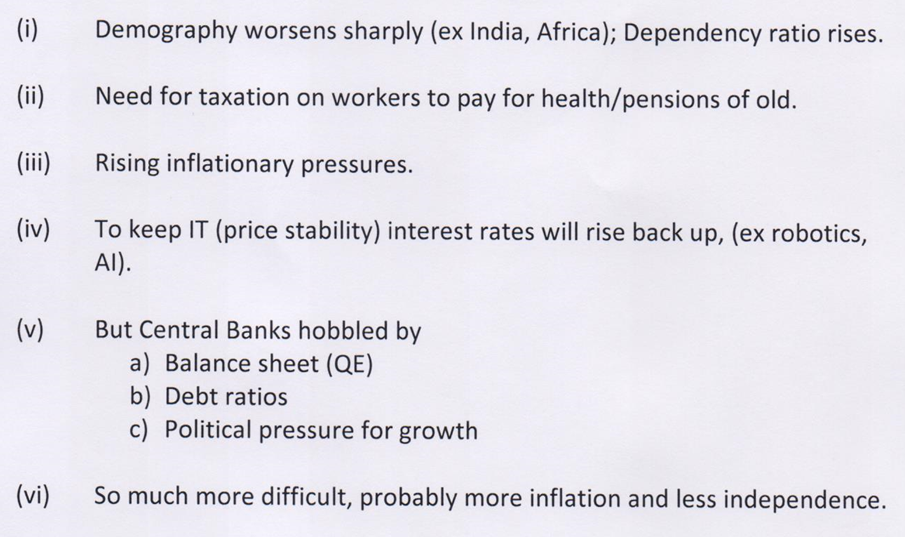 (i) Demography worsens sharply (ex India, Africa); Dependency ratio rises.
(ii) Need for taxation on workers to pay for health/pensions of old.
(iii) Rising inflationary pressures.
(iv) To keep IT (price stability) interest rates will rise back up, (ex robotics,
AI).
(v) But Central Banks hobbled by
a) Balance sheet (QE)
b) Debt ratios
c) Political pressure for growth
(vi) So much more difficult, probably more inflation and less independence.